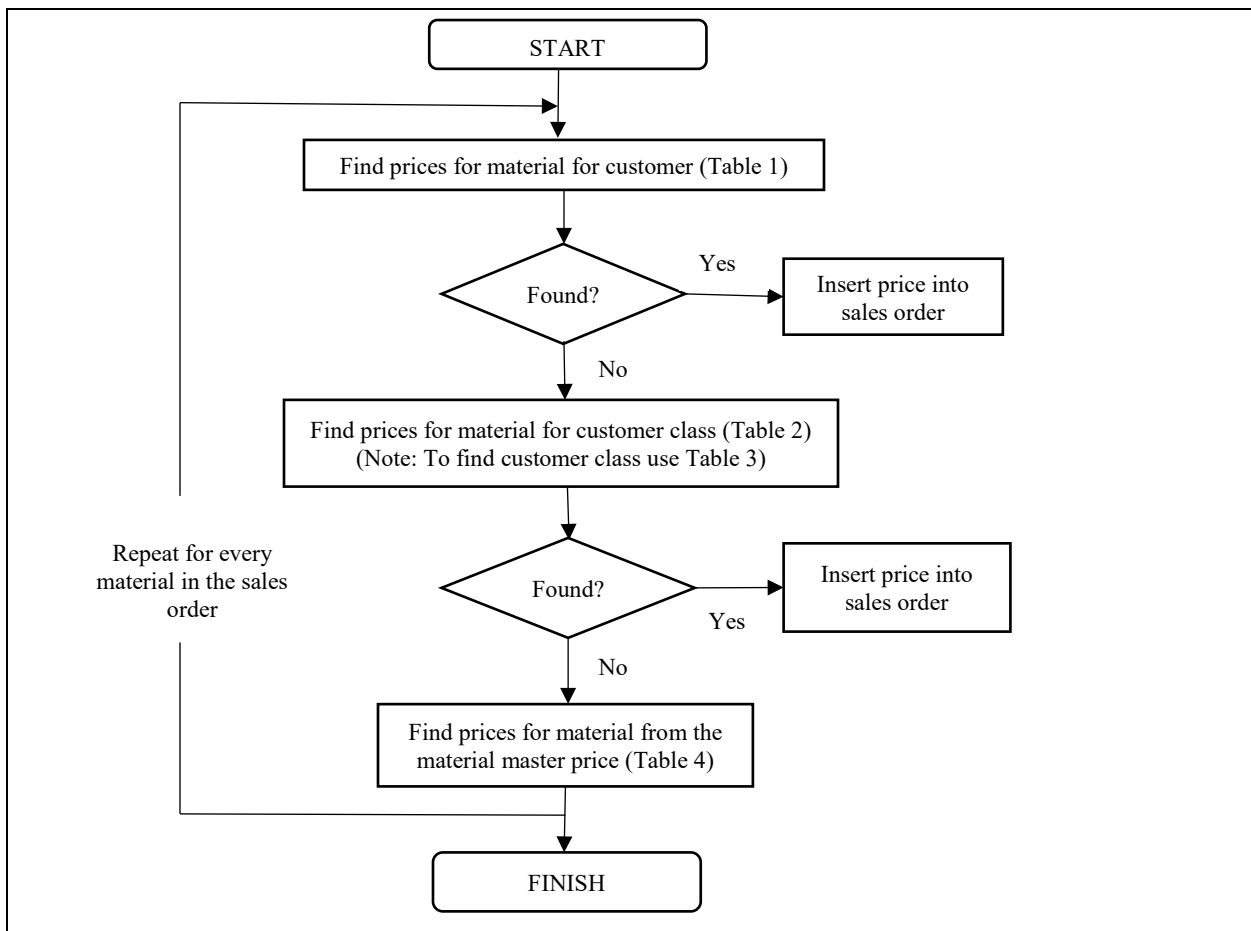 START
Find prices for material for customer (Table 1)
Found?
Yes
Insert price into
sales order
No
Find prices for material for customer class (Table 2)
(Note: To find customer class use Table 3)
Repeat for every
material in the sales
order
Found?
Yes
Insert price into
sales order
No
Find prices for material from the
material master price (Table 4)
FINISH